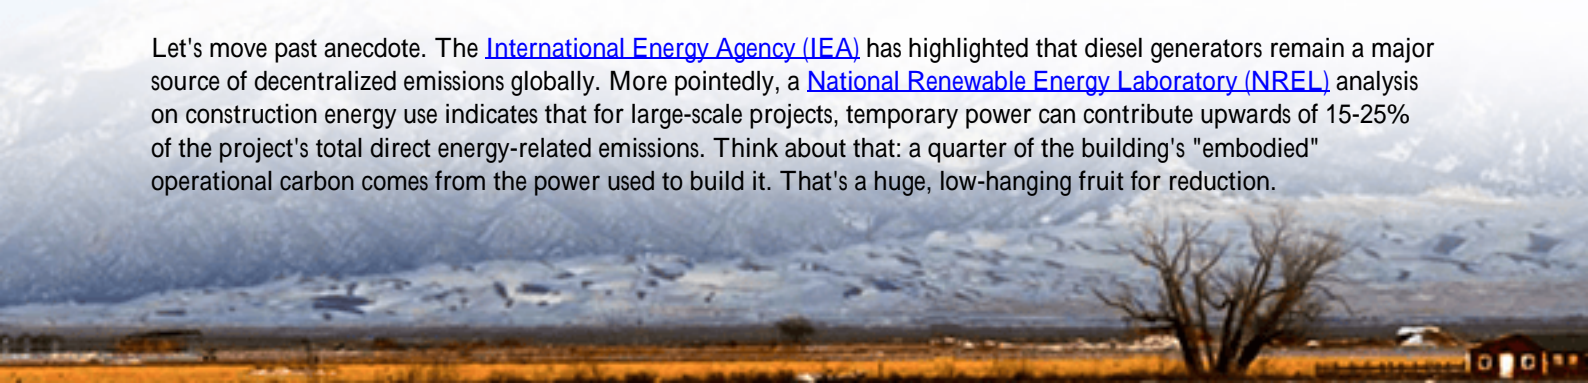 Let's move past anecdote. The International Energy Agency (IEA) has highlighted that diesel generators remain a major
source of decentralized emissions globally. More pointedly, a National Renewable Energy Laboratory (NREL) analysis
on construction energy use indicates that for large-scale projects, temporary power can contribute upwards of 15-25%
of the project's total direct energy-related emissions. Think about that: a quarter of the building's "embodied"
operational carbon comes from the power used to build it. That's a huge, low-hanging fruit for reduction.